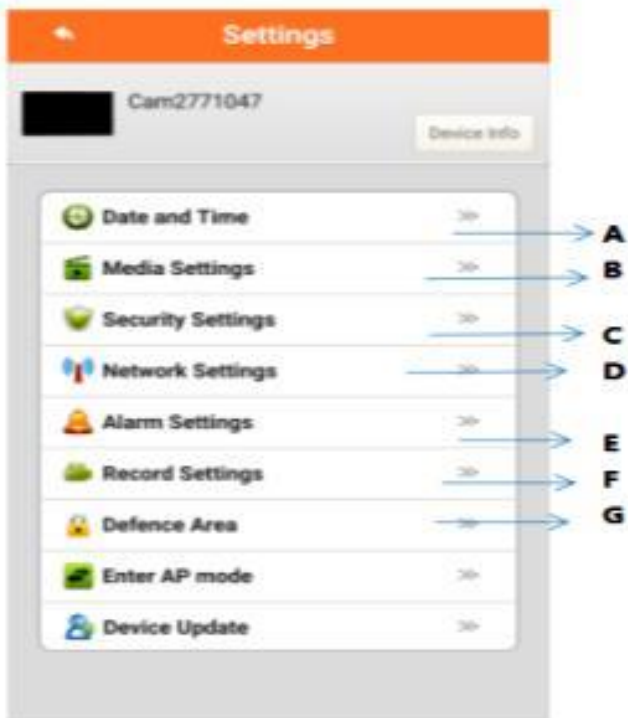 Settings
Cam2771047
Device Info
Date and Time
A
Media Settings
B
Security Settings
C
Network Settings
D
Alarm Settings
E
Record Settings
F
Defence Area
G
Enter AP mode
Device Update